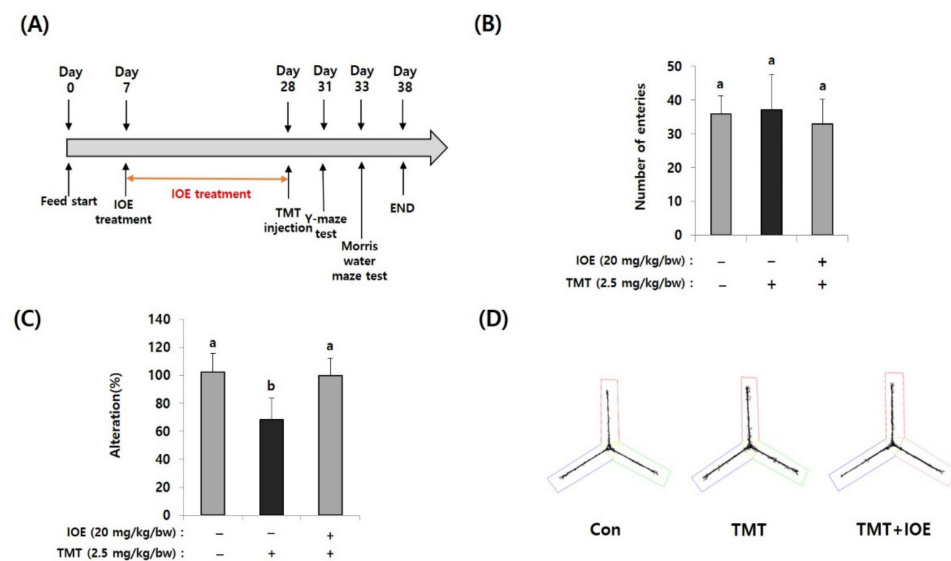 (A)
Day 0
Day 7
Day 28
Day 31
Day 33
Day 38
Feed start
IOE
treatment
IOE treatment
TMT
injection
Y-maze
test
Morris
water
maze test
END
(B)
Number of enteries
50
40
30
20
10
0
a
a
a
IOE (20 mg/kg/bw) : – – +
TMT (2.5 mg/kg/bw) : – + +
(C)
Alteration(%)
140
120
100
80
60
40
20
0
a
b
a
IOE (20 mg/kg/bw) : – – +
TMT (2.5 mg/kg/bw) : – + +
(D)
Con
TMT
TMT+IOE